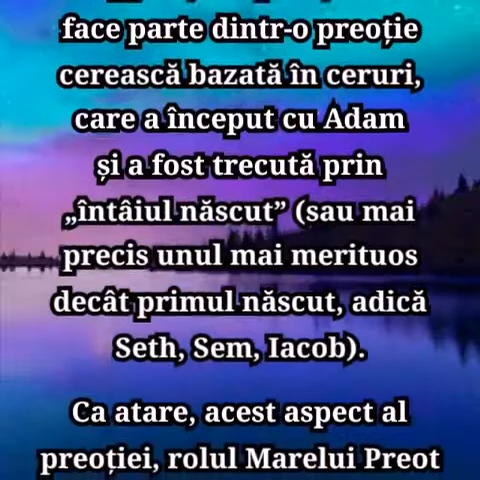 face parte dintr-o preoție
cerească bazată în ceruri,
care a început cu Adam
și a fost trecută prin
„întâiul născut” (sau mai
precis unul mai merituos
decât primul născut, adică
Seth, Sem, Iacob).
Ca atare, acest aspect al
preoției, rolul Marelui Preot